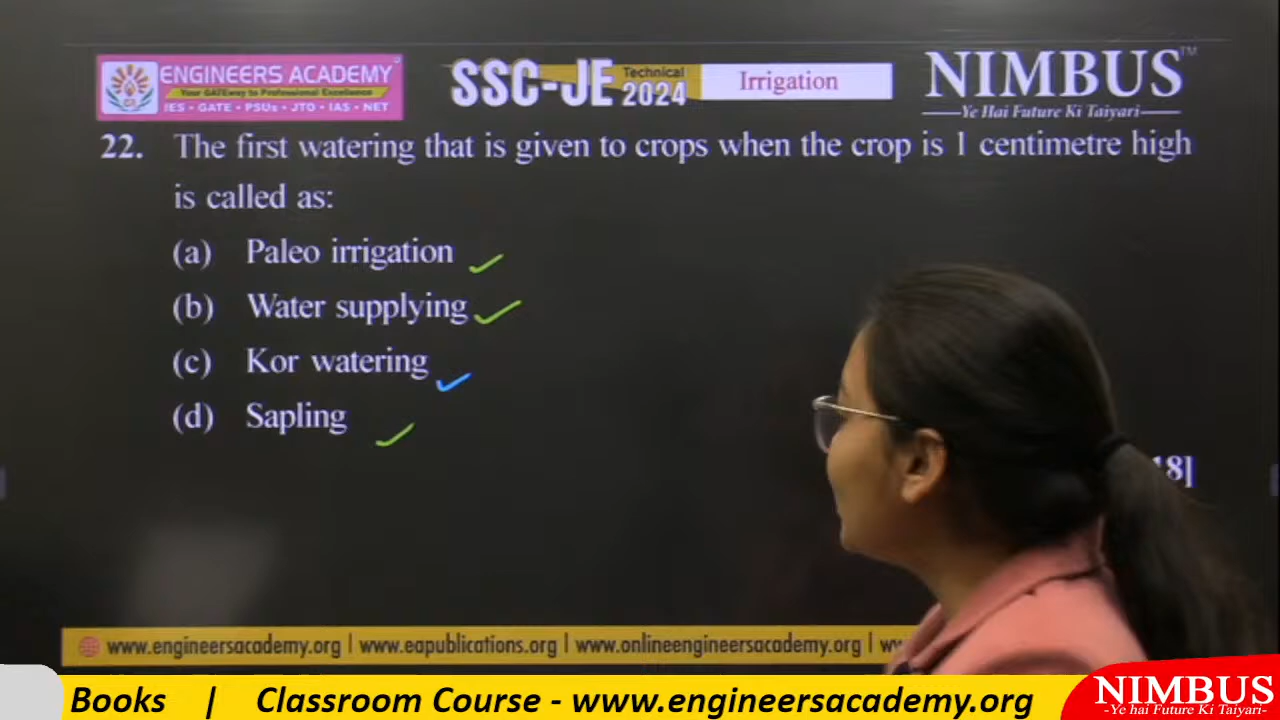 ENGINEERS ACADEMY
Your GATEway to Professional Excellence
IES • GATE • PSUs • JTO • IAS • NET
SSC-JE Technical 2024
Irrigation
NIMBUS™
Ye Hai Future Ki Taiyari
22. The first watering that is given to crops when the crop is 1 centimetre high
is called as:
(a) Paleo irrigation
(b) Water supplying
(c) Kor watering
(d) Sapling
18]
www.engineersacademy.org | www.eapublications.org | www.onlineengineersacademy.org |
Books | Classroom Course - www.engineersacademy.org
NIMBUS
-Ye hai Future Ki Taiyari-